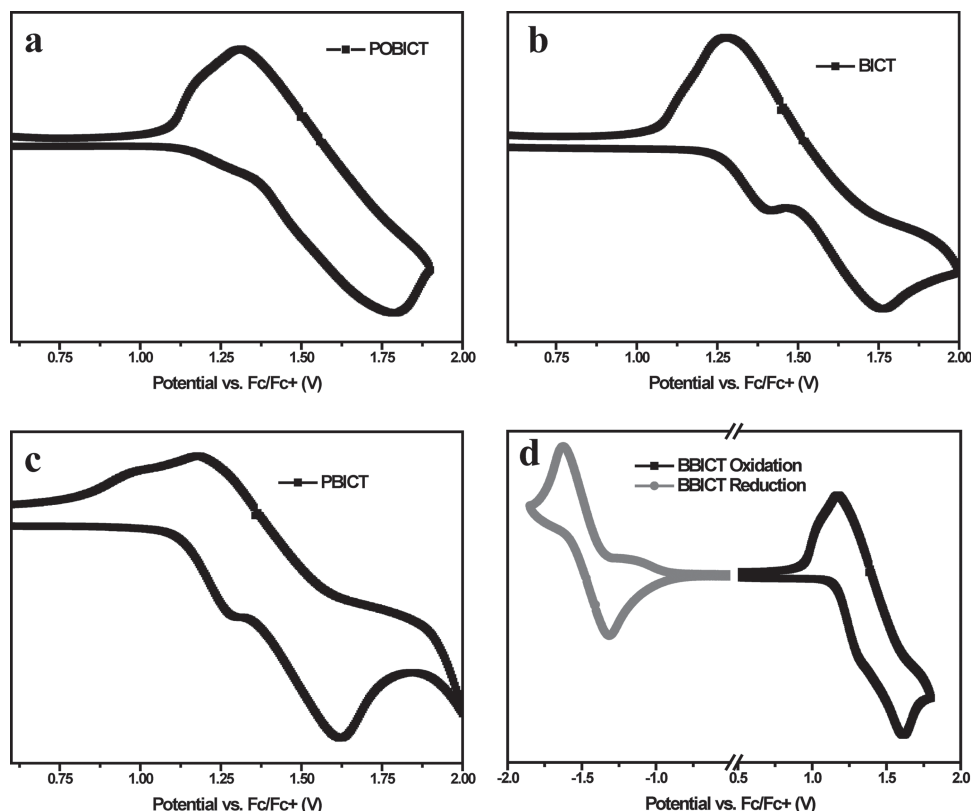 a
POBICT
0.75 1.00 1.25 1.50 1.75 2.00
Potential vs. Fc/Fc+ (V)
b
BICT
0.75 1.00 1.25 1.50 1.75 2.00
Potential vs. Fc/Fc+ (V)
c
PBICT
0.75 1.00 1.25 1.50 1.75 2.00
Potential vs. Fc/Fc+ (V)
d
BBICT Oxidation
BBICT Reduction
-2.0 -1.5 -1.0 0.5 1.0 1.5 2.0
Potential vs. Fc/Fc+ (V)